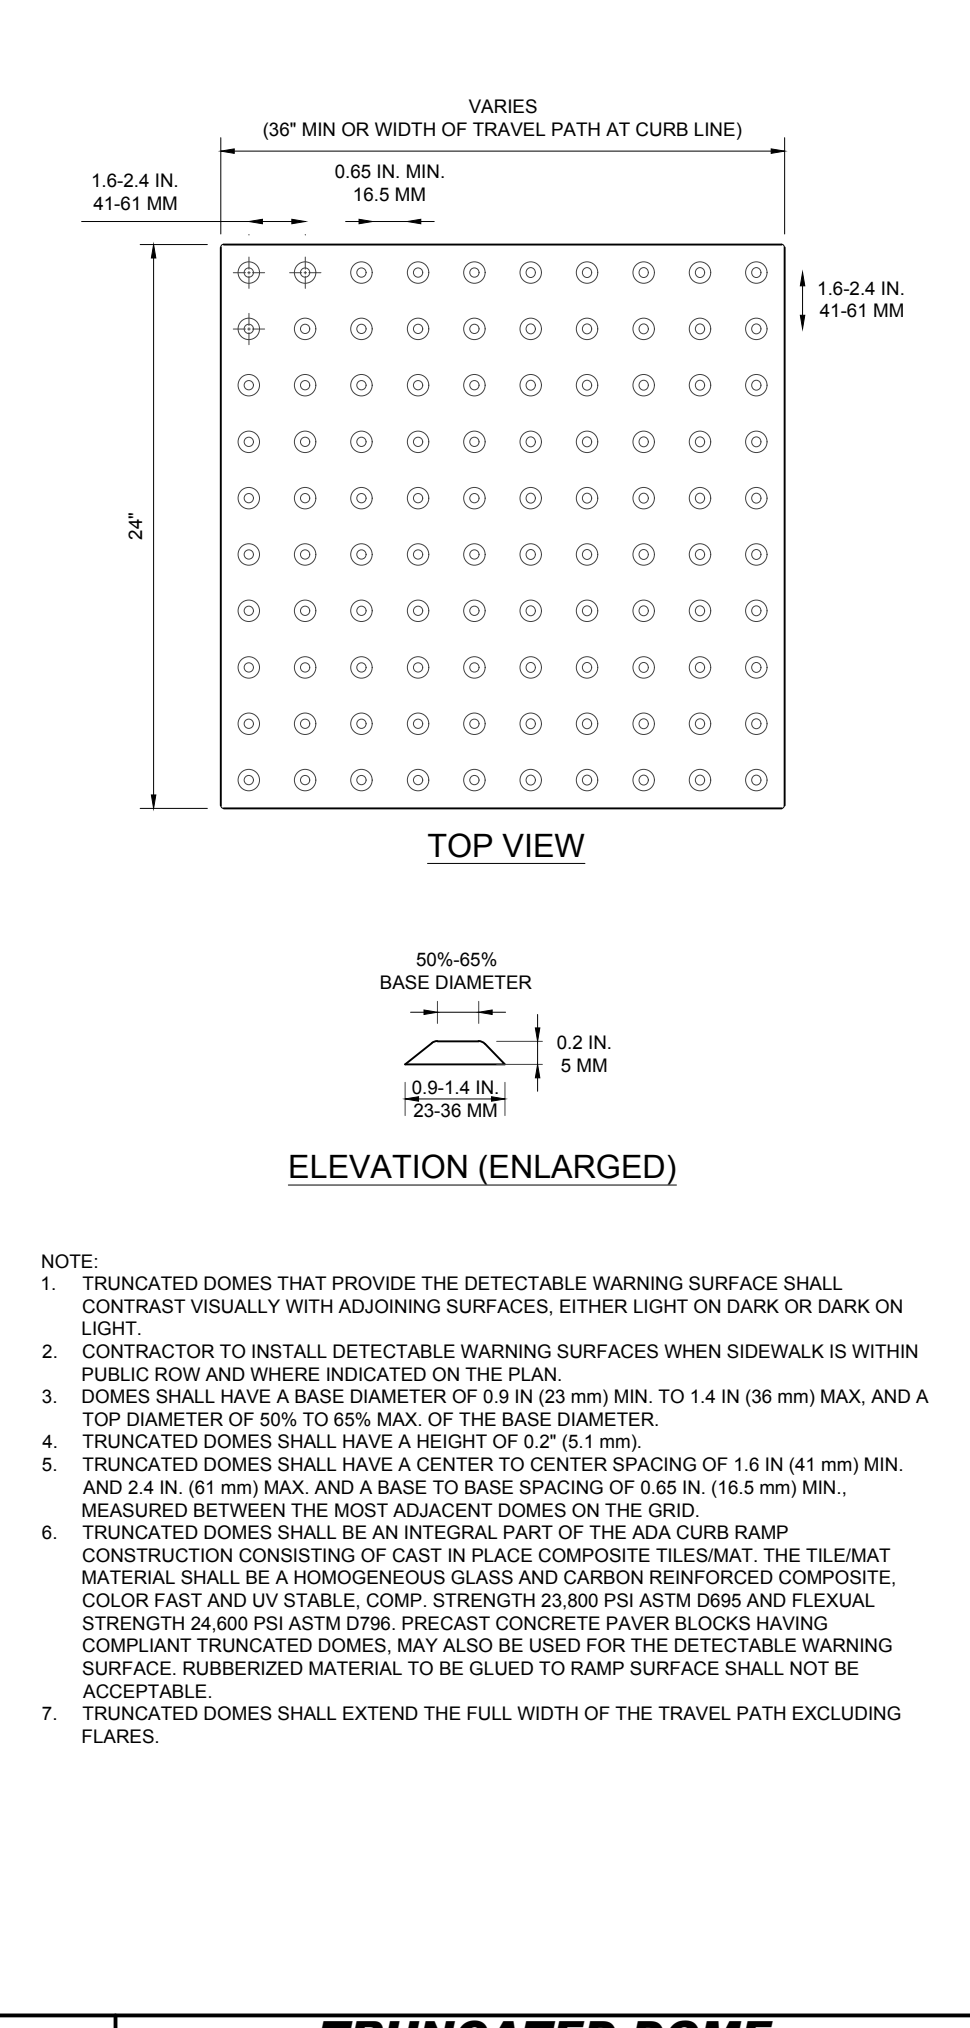 VARIES
(36" MIN OR WIDTH OF TRAVEL PATH AT CURB LINE)
1.6-2.4 IN.
41-61 MM
0.65 IN. MIN.
16.5 MM
1.6-2.4 IN.
41-61 MM
24"
TOP VIEW
50%-65%
BASE DIAMETER
0.2 IN.
5 MM
0.9-1.4 IN.
23-36 MM
ELEVATION (ENLARGED)
NOTE:
1. TRUNCATED DOMES THAT PROVIDE THE DETECTABLE WARNING SURFACE SHALL
CONTRAST VISUALLY WITH ADJOINING SURFACES, EITHER LIGHT ON DARK OR DARK ON
LIGHT.
2. CONTRACTOR TO INSTALL DETECTABLE WARNING SURFACES WHEN SIDEWALK IS WITHIN
PUBLIC ROW AND WHERE INDICATED ON THE PLAN.
3. DOMES SHALL HAVE A BASE DIAMETER OF 0.9 IN (23 mm) MIN. TO 1.4 IN (36 mm) MAX, AND A
TOP DIAMETER OF 50% TO 65% MAX. OF THE BASE DIAMETER.
4. TRUNCATED DOMES SHALL HAVE A HEIGHT OF 0.2" (5.1 mm).
5. TRUNCATED DOMES SHALL HAVE A CENTER TO CENTER SPACING OF 1.6 IN (41 mm) MIN.
AND 2.4 IN. (61 mm) MAX. AND A BASE TO BASE SPACING OF 0.65 IN. (16.5 mm) MIN.,
MEASURED BETWEEN THE MOST ADJACENT DOMES ON THE GRID.
6. TRUNCATED DOMES SHALL BE AN INTEGRAL PART OF THE ADA CURB RAMP
CONSTRUCTION CONSISTING OF CAST IN PLACE COMPOSITE TILES/MAT. THE TILE/MAT
MATERIAL SHALL BE A HOMOGENEOUS GLASS AND CARBON REINFORCED COMPOSITE,
COLOR FAST AND UV STABLE, COMP. STRENGTH 23,800 PSI ASTM D695 AND FLEXUAL
STRENGTH 24,600 PSI ASTM D796. PRECAST CONCRETE PAVER BLOCKS HAVING
COMPLIANT TRUNCATED DOMES, MAY ALSO BE USED FOR THE DETECTABLE WARNING
SURFACE. RUBBERIZED MATERIAL TO BE GLUED TO RAMP SURFACE SHALL NOT BE
ACCEPTABLE.
7. TRUNCATED DOMES SHALL EXTEND THE FULL WIDTH OF THE TRAVEL PATH EXCLUDING
FLARES.
TRUNCATED DOME